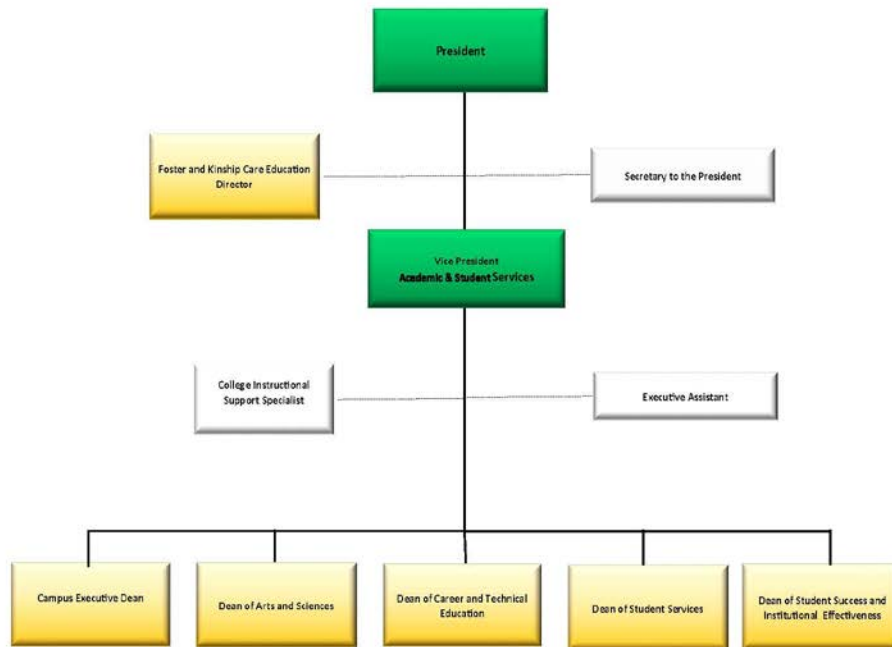 President
Foster and Kinship Care Education
Director
Secretary to the President
Vice President
Academic & Student Services
College Instructional
Support Specialist
Executive Assistant
Campus Executive Dean
Dean of Arts and Sciences
Dean of Career and Technical
Education
Dean of Student Services
Dean of Student Success and
Institutional Effectiveness